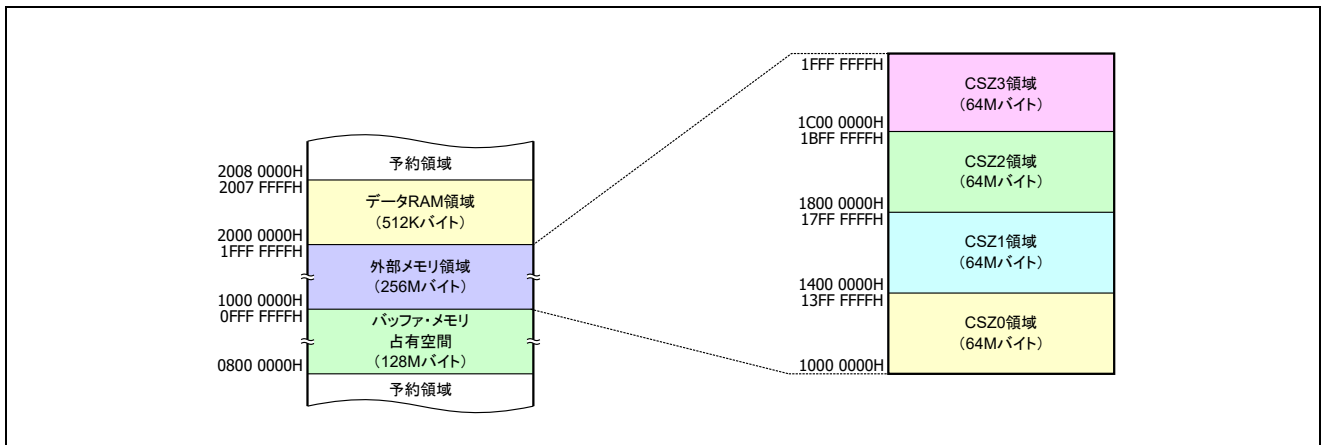 予約領域
2008 0000H
2007 FFFFH
データRAM領域
(512Kバイト)
2000 0000H
1FFF FFFFH
外部メモリ領域
(256Mバイト)
1000 0000H
0FFF FFFFH
バッファ・メモリ
占有空間
(128Mバイト)
0800 0000H
予約領域
1FFF FFFFH
CSZ3領域
(64Mバイト)
1C00 0000H
1BFF FFFFH
CSZ2領域
(64Mバイト)
1800 0000H
17FF FFFFH
CSZ1領域
(64Mバイト)
1400 0000H
13FF FFFFH
CSZ0領域
(64Mバイト)
1000 0000H